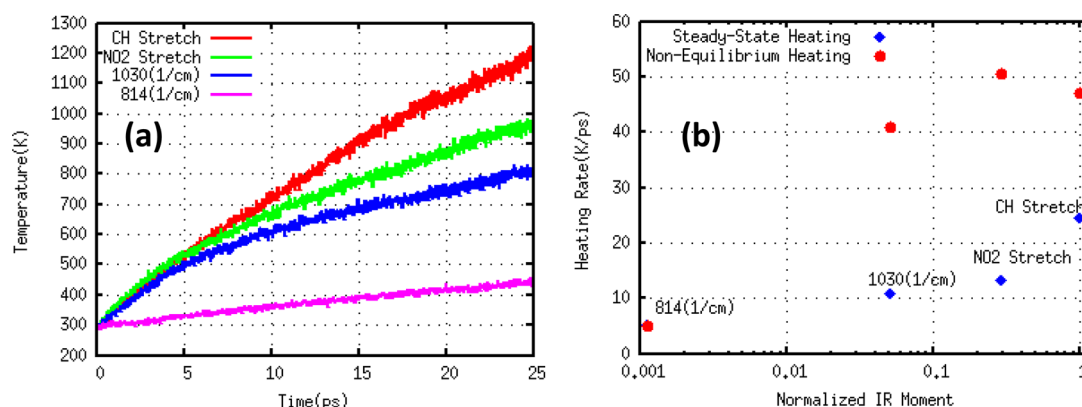 (a)
CH Stretch
NO2 Stretch
1030(1/cm)
814(1/cm)
1300
1200
1100
1000
900
800
700
600
500
400
300
200
Temperature(K)
0 5 10 15 20 25
Time(ps)
(b)
Steady-State Heating
Non-Equilibrium Heating
60
50
40
30
20
10
0
Heating Rate(K/ps)
CH Stretch
NO2 Stretch
1030(1/cm)
814(1/cm)
0.001 0.01 0.1 1
Normalized IR Moment